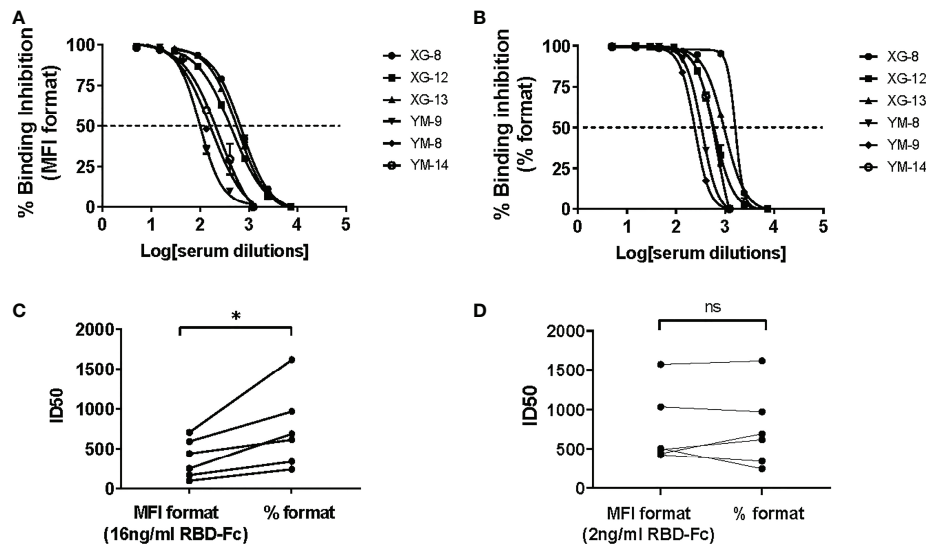 A
% Binding Inhibition
(MFI format)
100
75
50
25
0
0
1
2
3
4
5
Log[serum dilutions]
XG-8
XG-12
XG-13
YM-9
YM-8
YM-14
B
% Binding inhibition
(% format)
100
75
50
25
0
0
1
2
3
4
5
Log[serum dilutions]
XG-8
XG-12
XG-13
YM-8
YM-9
YM-14
C
*
ID50
2000
1500
1000
500
0
MFI format
(16ng/ml RBD-Fc)
% format
D
ns
ID50
2000
1500
1000
500
0
MFI format
(2ng/ml RBD-Fc)
% format